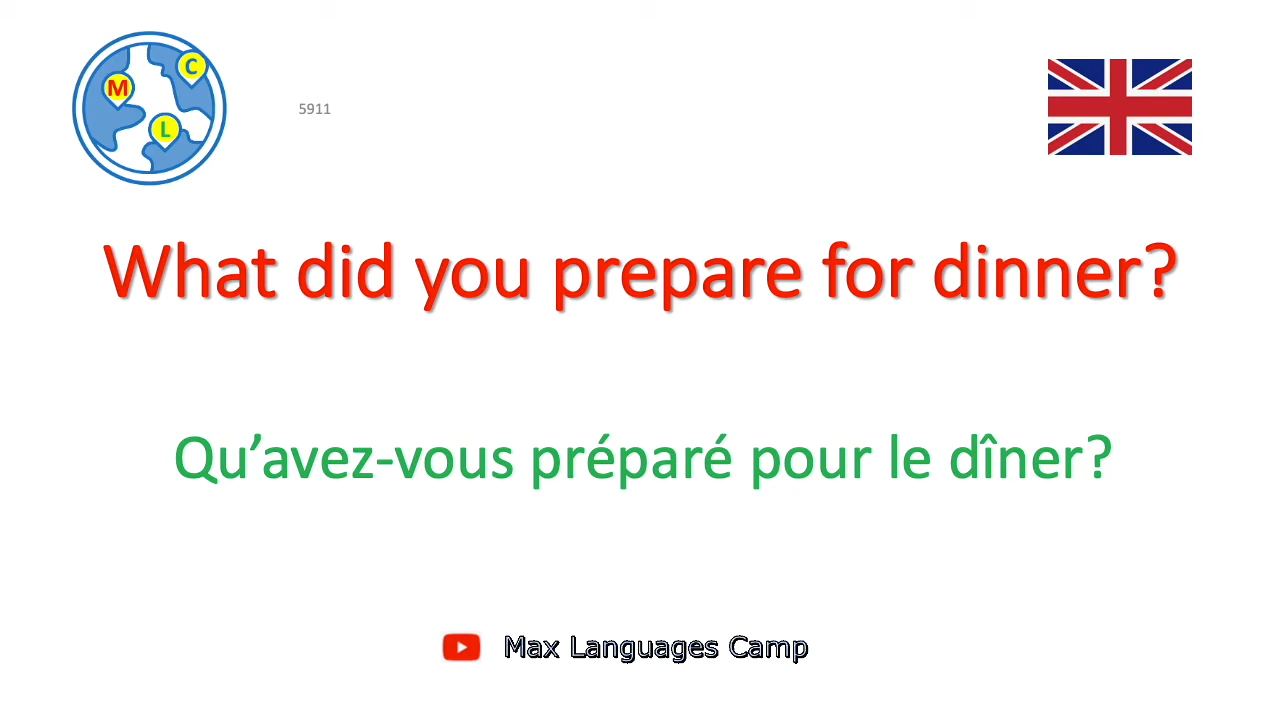 M
C
L
5911
What did you prepare for dinner?
Qu’avez-vous préparé pour le dîner?
Max Languages Camp